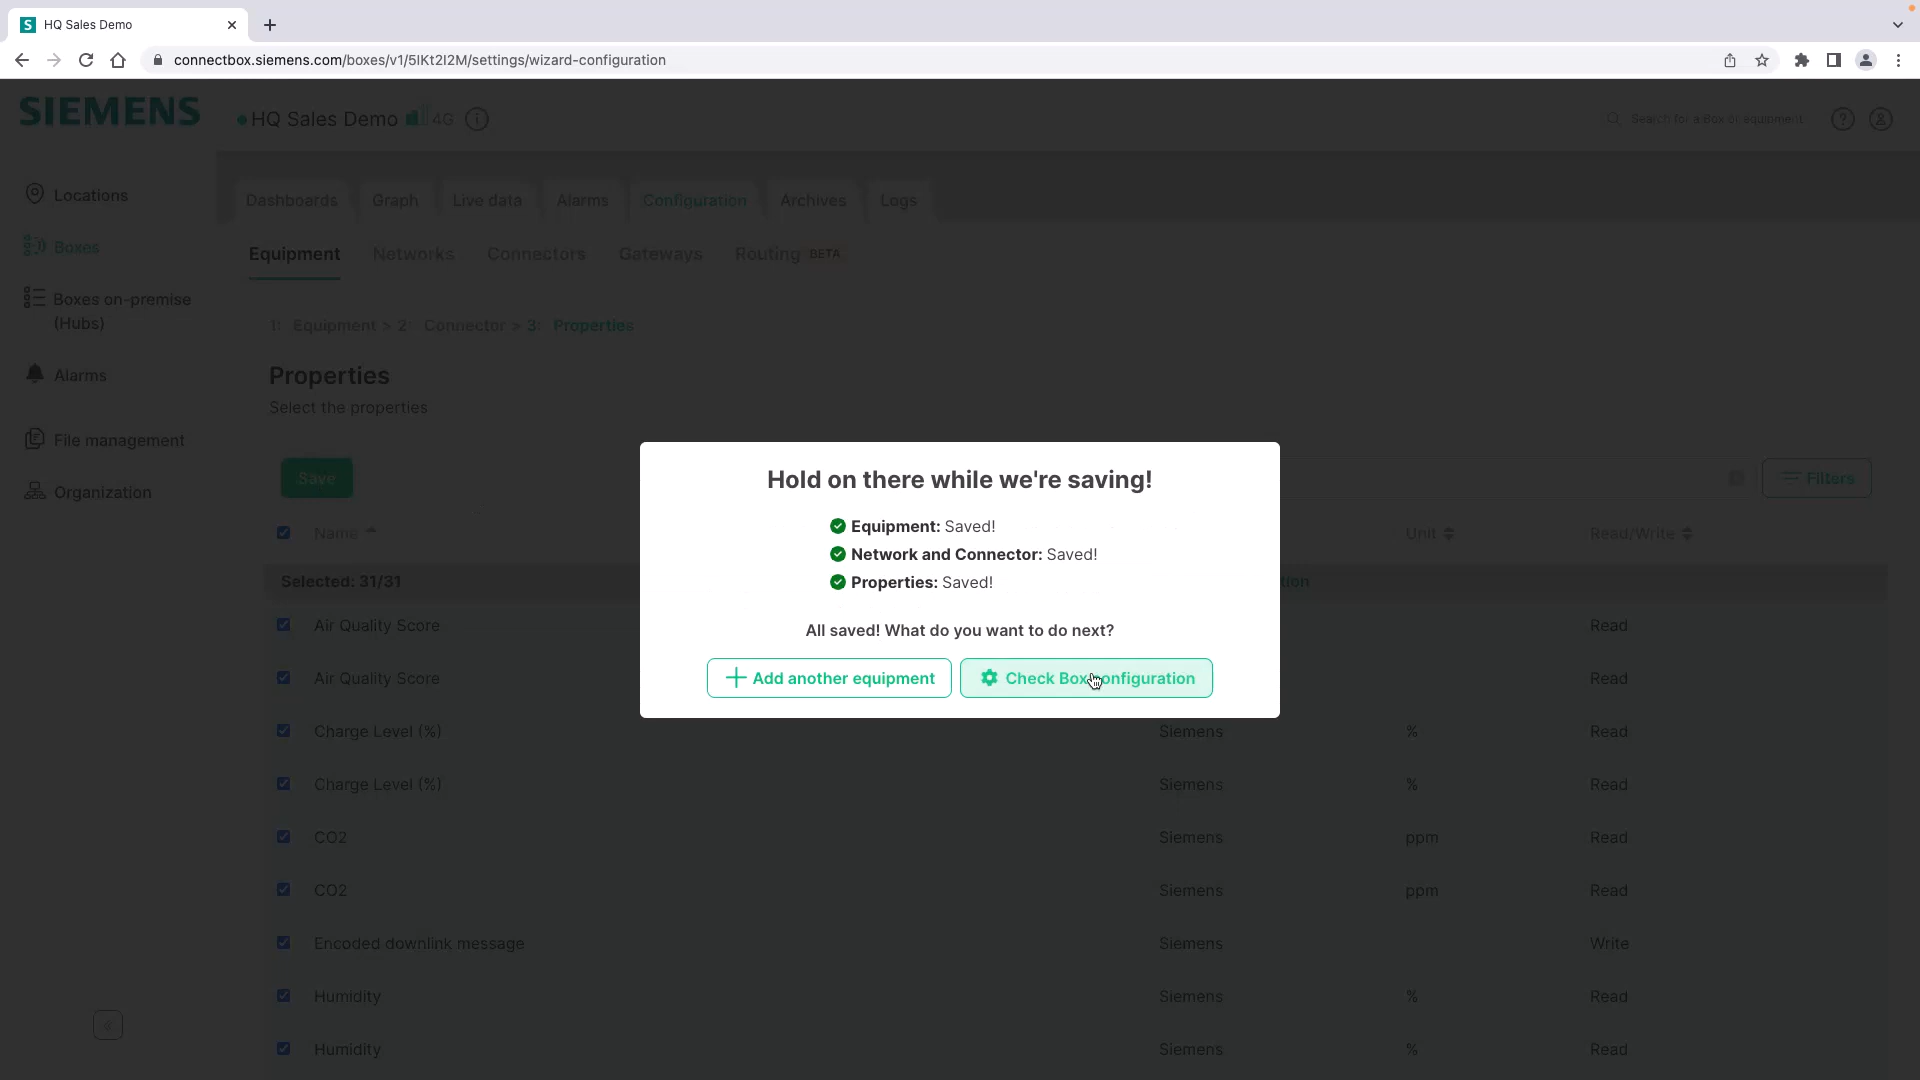 HQ Sales Demo
connectbox.siemens.com/boxes/v1/5IKt2I2M/settings/wizard-configuration
SIEMENS
HQ Sales Demo 4G
Search for a Box or equipment
Locations
Boxes
Boxes on-premise
(Hubs)
Alarms
File management
Organization
Dashboards Graph Live data Alarms Configuration Archives Logs
Equipment Networks Connectors Gateways Routing BETA
1: Equipment > 2: Connector > 3: Properties
Properties
Select the properties
Save
Filters
Name Unit Read/Write
Selected: 31/31
Air Quality Score Read
Air Quality Score Read
Charge Level (%) Siemens % Read
Charge Level (%) Siemens % Read
CO2 Siemens ppm Read
CO2 Siemens ppm Read
Encoded downlink message Siemens Write
Humidity Siemens % Read
Humidity Siemens % Read
Hold on there while we're saving!
Equipment: Saved!
Network and Connector: Saved!
Properties: Saved!
All saved! What do you want to do next?
Add another equipment
Check Box configuration